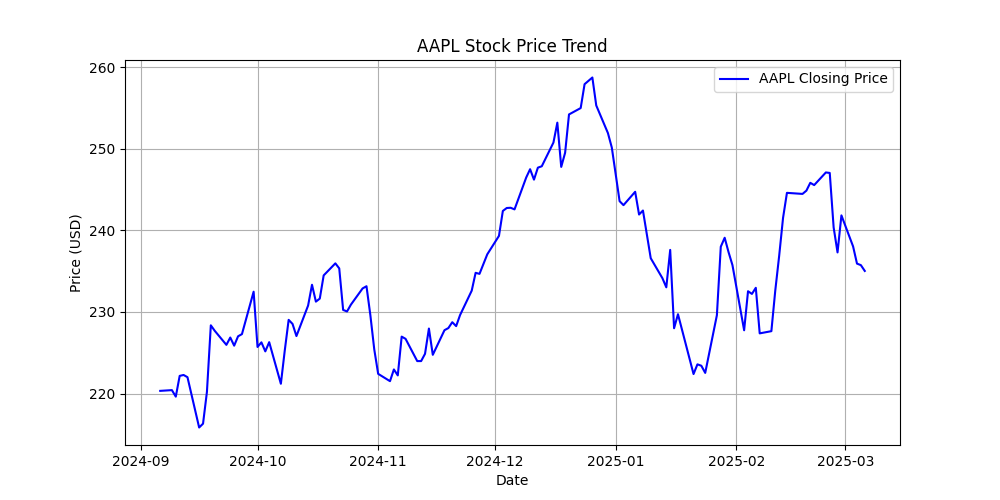 AAPL Stock Price Trend
AAPL Closing Price
Price (USD)
260
250
240
230
220
2024-09 2024-10 2024-11 2024-12 2025-01 2025-02 2025-03
Date